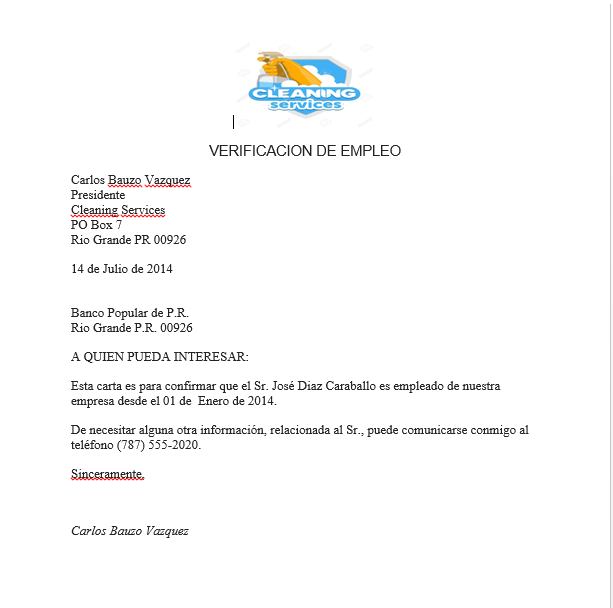 CLEANING
services
VERIFICACION DE EMPLEO
Carlos Bauzo Vazquez
Presidente
Cleaning Services
PO Box 7
Rio Grande PR 00926
14 de Julio de 2014
Banco Popular de P.R.
Rio Grande P.R. 00926
A QUIEN PUEDA INTERESAR:
Esta carta es para confirmar que el Sr. José Diaz Caraballo es empleado de nuestra
empresa desde el 01 de  Enero de 2014.
De necesitar alguna otra información, relacionada al Sr., puede comunicarse conmigo al
teléfono (787) 555-2020.
Sinceramente,
Carlos Bauzo Vazquez